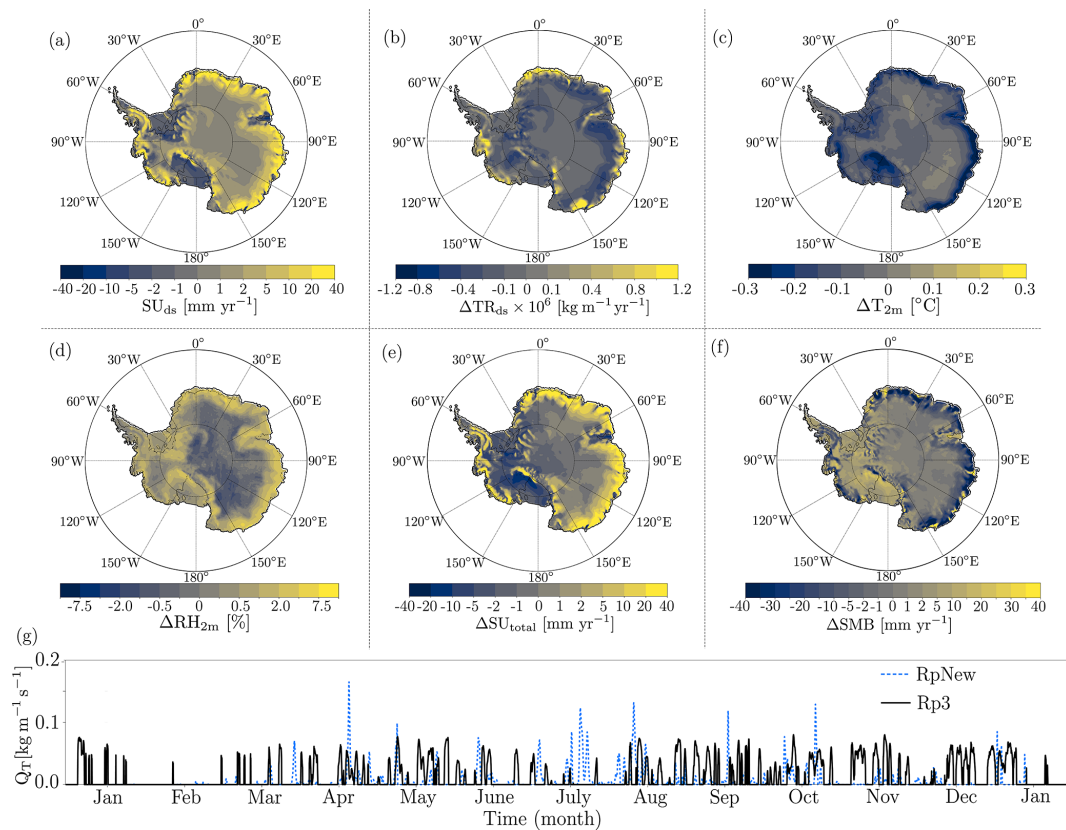 (a)
0°
30°W
30°E
60°W
60°E
90°W
90°E
120°W
120°E
150°W
150°E
180°
-40 -20 -10 -5 -2 -1 0 1 2 5 10 20 40
SU_ds [mm yr⁻¹]
(b)
0°
30°W
30°E
60°W
60°E
90°W
90°E
120°W
120°E
150°W
150°E
180°
-1.2 -0.8 -0.4 -0.1 0 0.1 0.4 0.8 1.2
ΔTR_ds × 10⁶ [kg m⁻¹ yr⁻¹]
(c)
0°
30°W
30°E
60°W
60°E
90°W
90°E
120°W
120°E
150°W
150°E
180°
-0.3 -0.2 -0.1 0 0.1 0.2 0.3
ΔT_2m [°C]
(d)
0°
30°W
30°E
60°W
60°E
90°W
90°E
120°W
120°E
150°W
150°E
180°
-7.5 -2.0 -0.5 0 0.5 2.0 7.5
ΔRH_2m [%]
(e)
0°
30°W
30°E
60°W
60°E
90°W
90°E
120°W
120°E
150°W
150°E
180°
-40 -20 -10 -5 -2 -1 0 1 2 5 10 20 40
ΔSU_total [mm yr⁻¹]
(f)
0°
30°W
30°E
60°W
60°E
90°W
90°E
120°W
120°E
150°W
150°E
180°
-40 -30 -20 -10 -5 -2 0 2 5 10 20 30 40
ΔSMB [mm yr⁻¹]
(g)
Q_T [kg m⁻¹ s⁻¹]
0.2
0.1
0.0
RpNew
Rp3
Jan Feb Mar Apr May June July Aug Sep Oct Nov Dec Jan
Time (month)